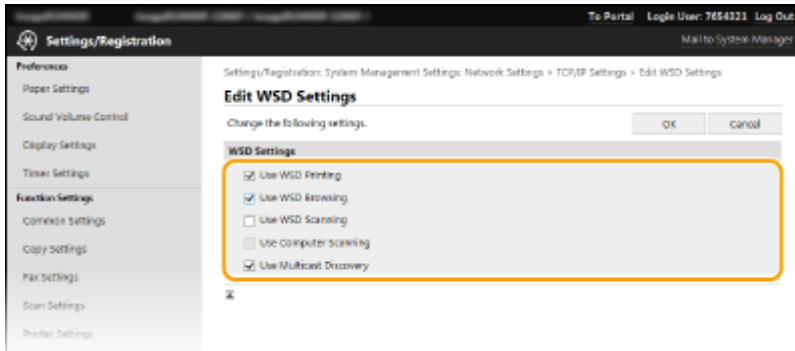 To Portal Login User: 7654321 Log Out
Settings/Registration
Mail to System Manager
Preferences
Paper Settings
Sound Volume Control
Display Settings
Timer Settings
Function Settings
Common Settings
Copy Settings
Fax Settings
Scan Settings
Printer Settings
Settings/Registration: System Management Settings: Network Settings > TCP/IP Settings > Edit WSD Settings
Edit WSD Settings
Change the following settings.
OK
Cancel
WSD Settings
Use WSD Printing
Use WSD Browsing
Use WSD Scanning
Use Computer Scanning
Use Multicast Discovery